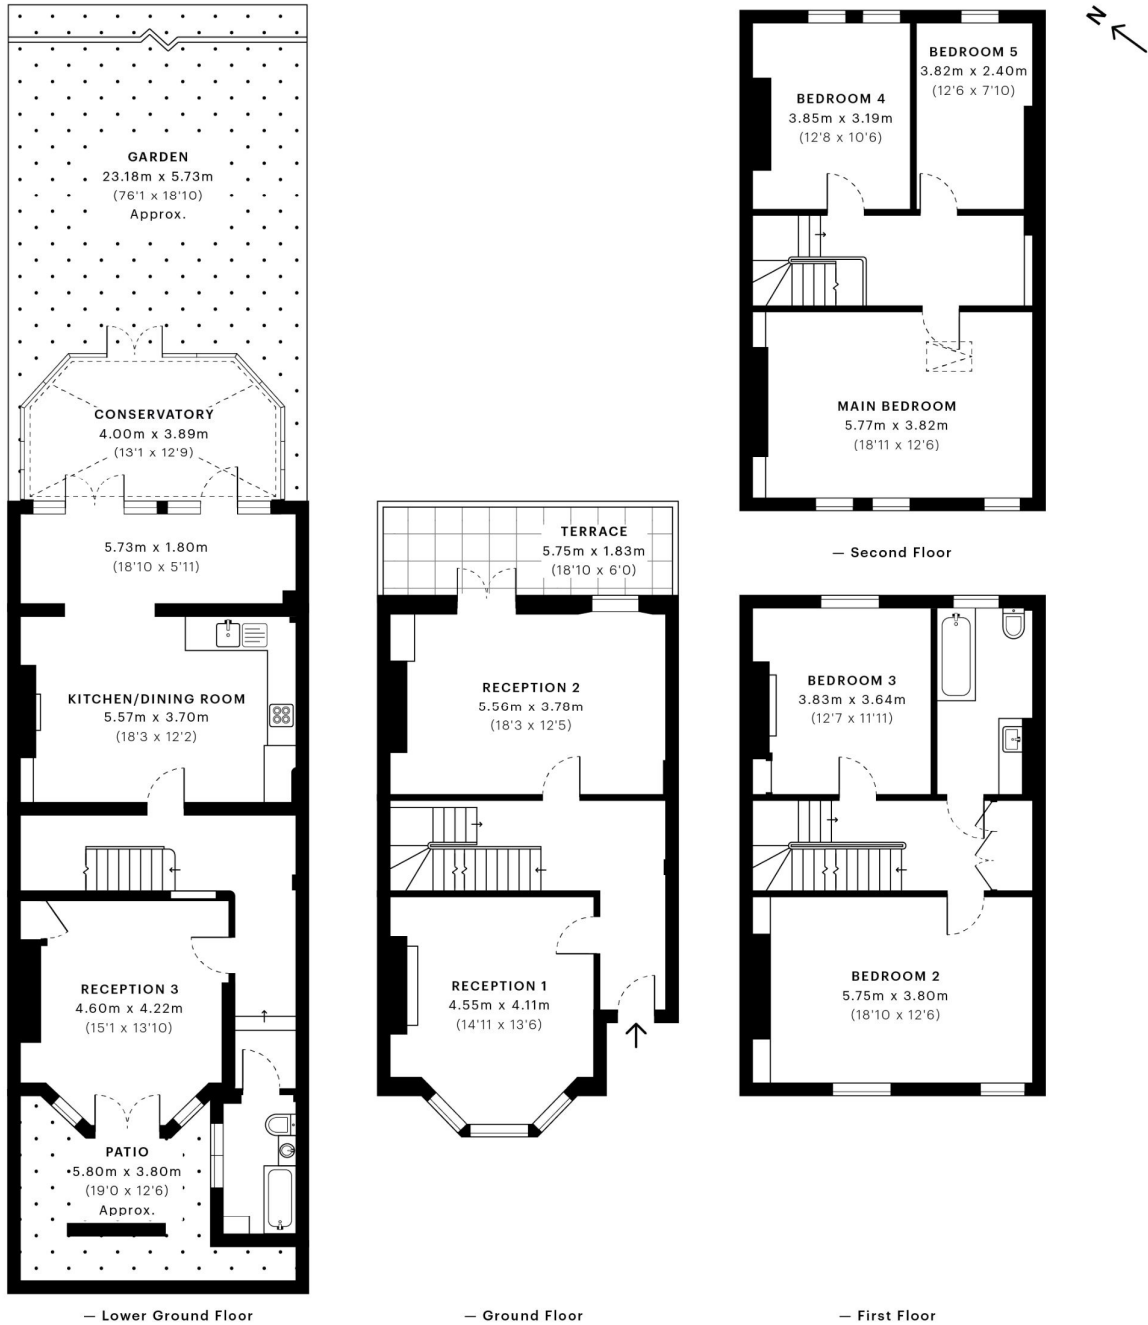 GARDEN
23.18m x 5.73m
(76'1 x 18'10)
Approx.
CONSERVATORY
4.00m x 3.89m
(13'1 x 12'9)
5.73m x 1.80m
(18'10 x 5'11)
KITCHEN/DINING ROOM
5.57m x 3.70m
(18'3 x 12'2)
RECEPTION 3
4.60m x 4.22m
(15'1 x 13'10)
PATIO
5.80m x 3.80m
(19'0 x 12'6)
Approx.
— Lower Ground Floor
TERRACE
5.75m x 1.83m
(18'10 x 6'0)
RECEPTION 2
5.56m x 3.78m
(18'3 x 12'5)
RECEPTION 1
4.55m x 4.11m
(14'11 x 13'6)
— Ground Floor
N
BEDROOM 4
3.85m x 3.19m
(12'8 x 10'6)
BEDROOM 5
3.82m x 2.40m
(12'6 x 7'10)
MAIN BEDROOM
5.77m x 3.82m
(18'11 x 12'6)
— Second Floor
BEDROOM 3
3.83m x 3.64m
(12'7 x 11'11)
BEDROOM 2
5.75m x 3.80m
(18'10 x 12'6)
— First Floor